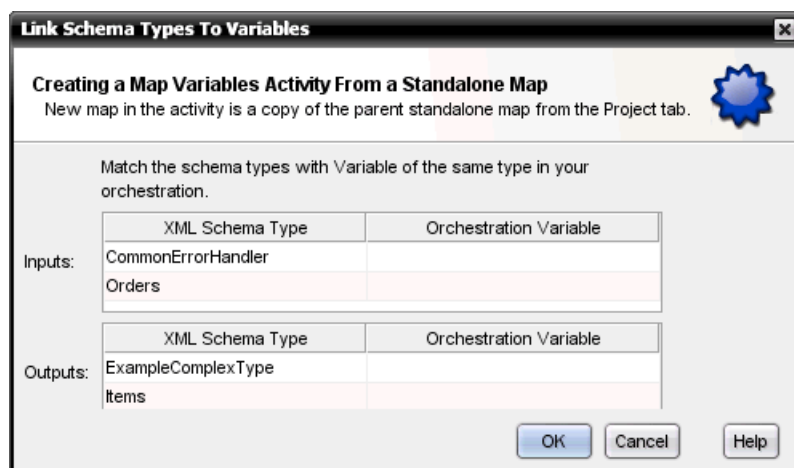 Link Schema Types To Variables
Creating a Map Variables Activity From a Standalone Map
New map in the activity is a copy of the parent standalone map from the Project tab.
Match the schema types with Variable of the same type in your
orchestration.
XML Schema Type Orchestration Variable
Inputs:
CommonErrorHandler
Orders
XML Schema Type Orchestration Variable
Outputs:
ExampleComplexType
Items
OK Cancel Help